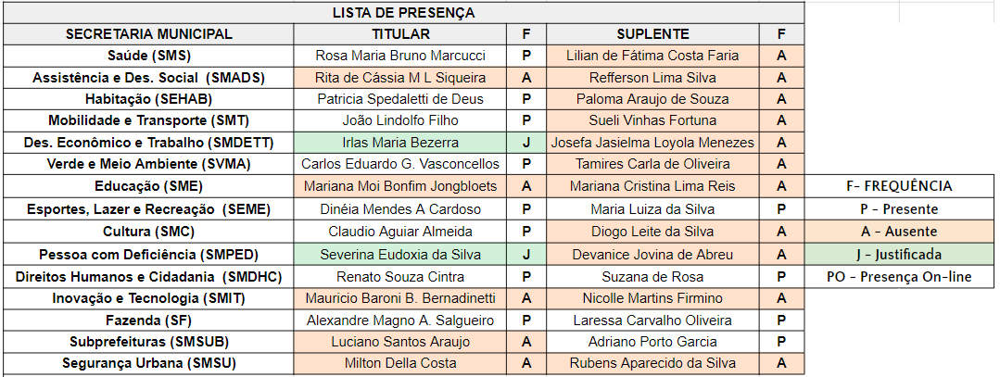 LISTA DE PRESENÇA
SECRETARIA MUNICIPAL TITULAR F SUPLENTE F
Saúde (SMS) Rosa Maria Bruno Marcucci P Lilian de Fátima Costa Faria A
Assistência e Des. Social (SMADS) Rita de Cássia M L Siqueira A Refferson Lima Silva A
Habitação (SEHAB) Patricia Spedaletti de Deus P Paloma Araujo de Souza A
Mobilidade e Transporte (SMT) João Lindolfo Filho P Sueli Vinhas Fortuna A
Des. Econômico e Trabalho (SMDETT) Irlas Maria Bezerra J Josefa Jasielma Loyola Menezes A
Verde e Meio Ambiente (SVMA) Carlos Eduardo G. Vasconcellos P Tamires Carla de Oliveira A
Educação (SME) Mariana Moi Bonfim Jongbloets A Mariana Cristina Lima Reis A F- FREQUÊNCIA
Esportes, Lazer e Recreação (SEME) Dinéia Mendes A Cardoso P Maria Luiza da Silva P P - Presente
Cultura (SMC) Claudio Aguiar Almeida P Diogo Leite da Silva A A - Ausente
Pessoa com Deficiência (SMPED) Severina Eudoxia da Silva J Devanice Jovina de Abreu A J - Justificada
Direitos Humanos e Cidadania (SMDHC) Renato Souza Cintra P Suzana de Rosa P PO - Presença On-line
Inovação e Tecnologia (SMIT) Mauricio Baroni B. Bernadinetti A Nicolle Martins Firmino A
Fazenda (SF) Alexandre Magno A. Salgueiro P Laressa Carvalho Oliveira P
Subprefeituras (SMSUB) Luciano Santos Araujo A Adriano Porto Garcia P
Segurança Urbana (SMSU) Milton Della Costa A Rubens Aparecido da Silva A